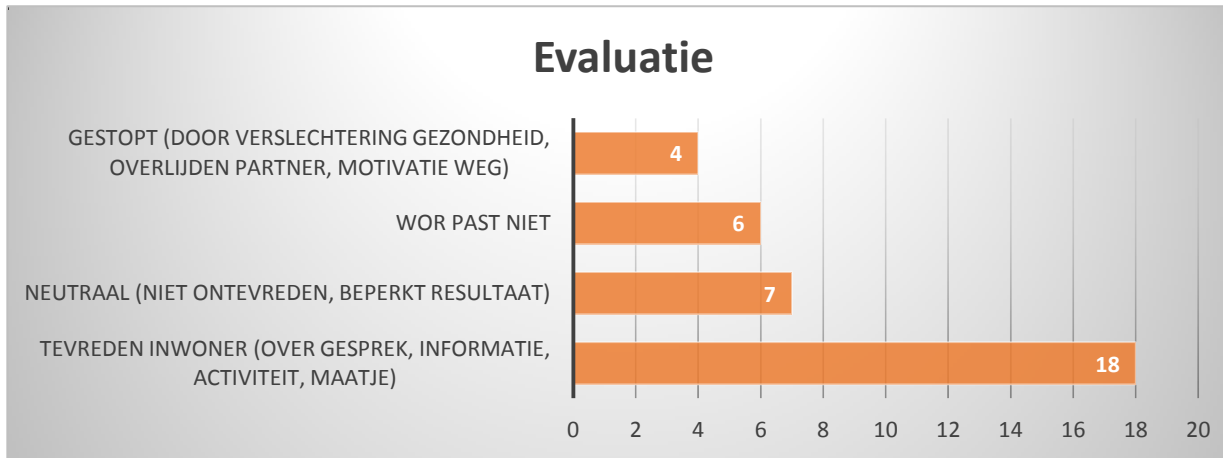 Evaluatie
GESTOPT (DOOR VERSLECHTERING GEZONDHEID,
OVERLIJDEN PARTNER, MOTIVATIE WEG)
4
WOR PAST NIET
6
NEUTRAAL (NIET ONTEVREDEN, BEPERKT RESULTAAT)
7
TEVREDEN INWONER (OVER GESPREK, INFORMATIE,
ACTIVITEIT, MAATJE)
18
0 2 4 6 8 10 12 14 16 18 20